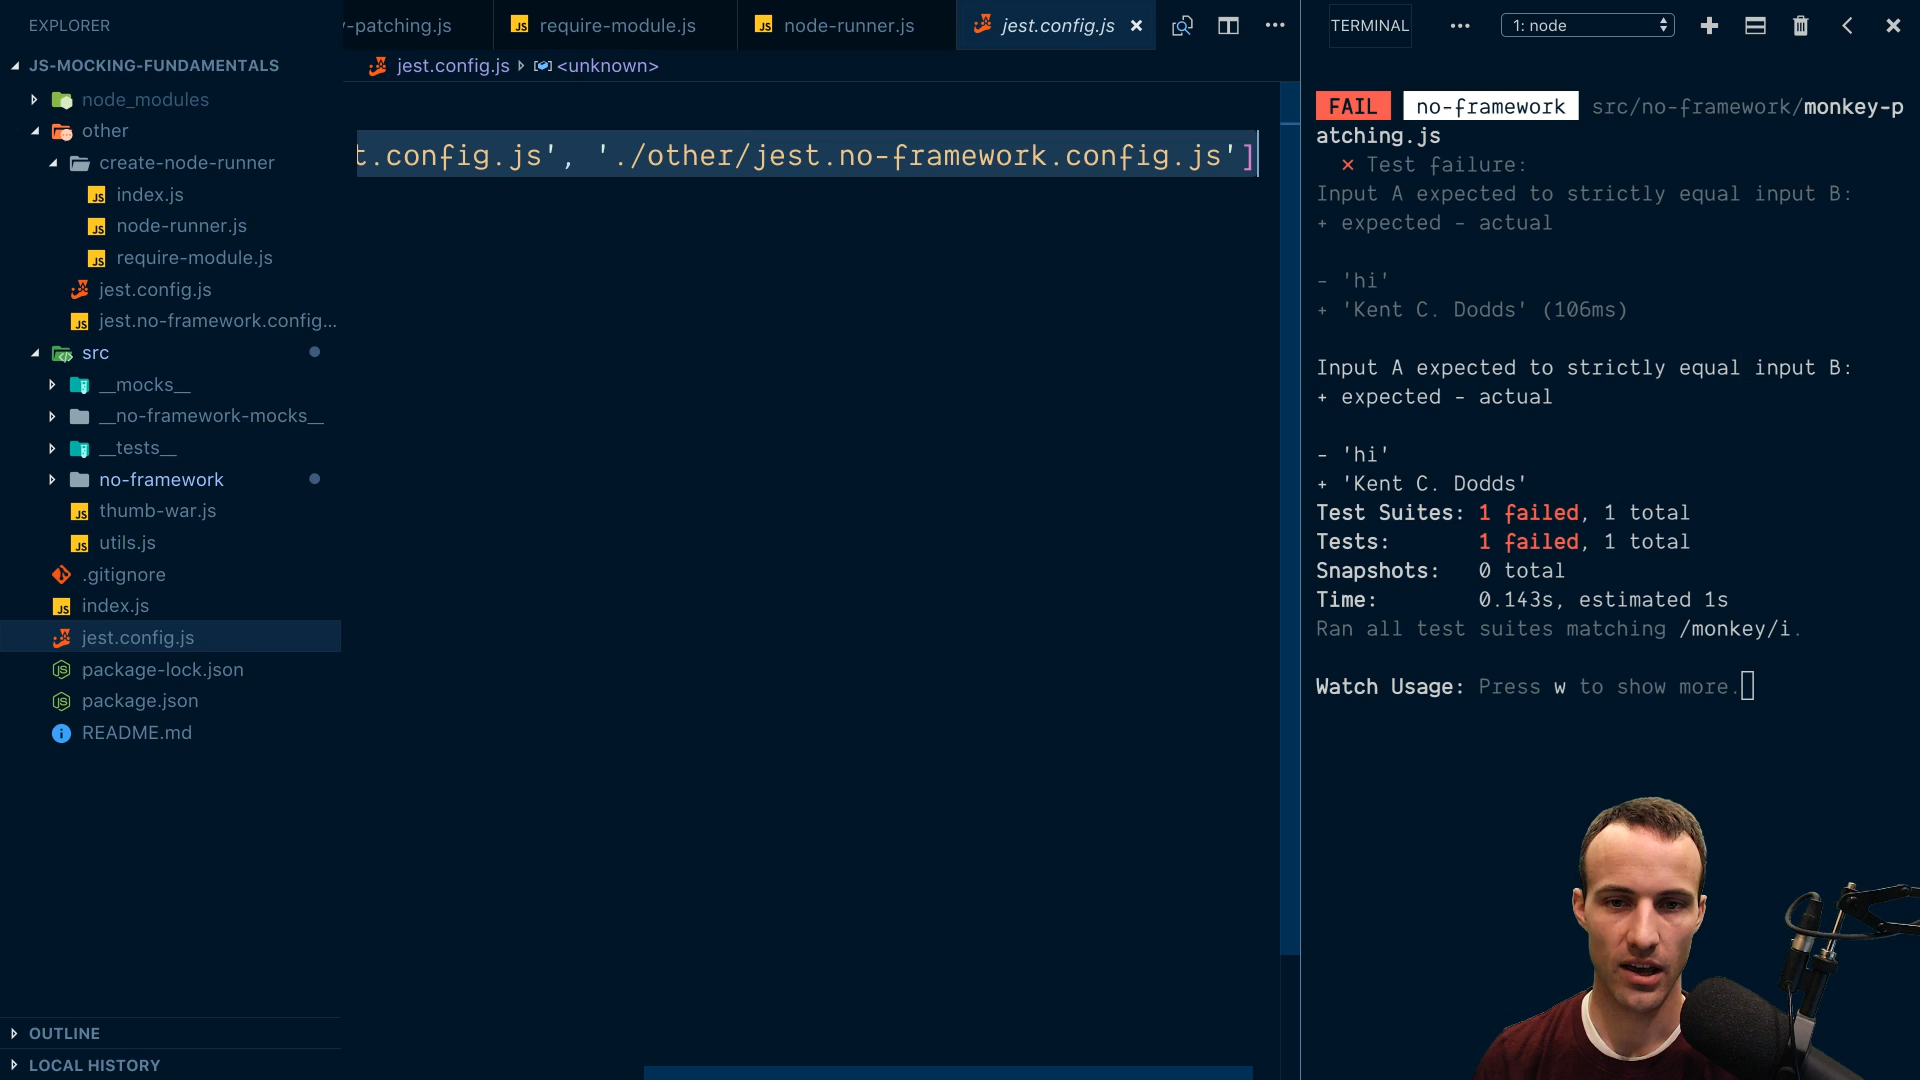 EXPLORER
JS-MOCKING-FUNDAMENTALS
node_modules
other
create-node-runner
index.js
node-runner.js
require-module.js
jest.config.js
jest.no-framework.config...
src
__mocks__
__no-framework-mocks__
__tests__
no-framework
thumb-war.js
utils.js
.gitignore
index.js
jest.config.js
package-lock.json
package.json
README.md
OUTLINE
LOCAL HISTORY
-patching.js
require-module.js
node-runner.js
jest.config.js
jest.config.js
<unknown>
t.config.js', './other/jest.no-framework.config.js']
TERMINAL
1: node
FAIL no-framework src/no-framework/monkey-p
atching.js
✕ Test failure:
Input A expected to strictly equal input B:
+ expected - actual
- 'hi'
+ 'Kent C. Dodds' (106ms)
Input A expected to strictly equal input B:
+ expected - actual
- 'hi'
+ 'Kent C. Dodds'
Test Suites: 1 failed, 1 total
Tests: 1 failed, 1 total
Snapshots: 0 total
Time: 0.143s, estimated 1s
Ran all test suites matching /monkey/i.
Watch Usage: Press w to show more.